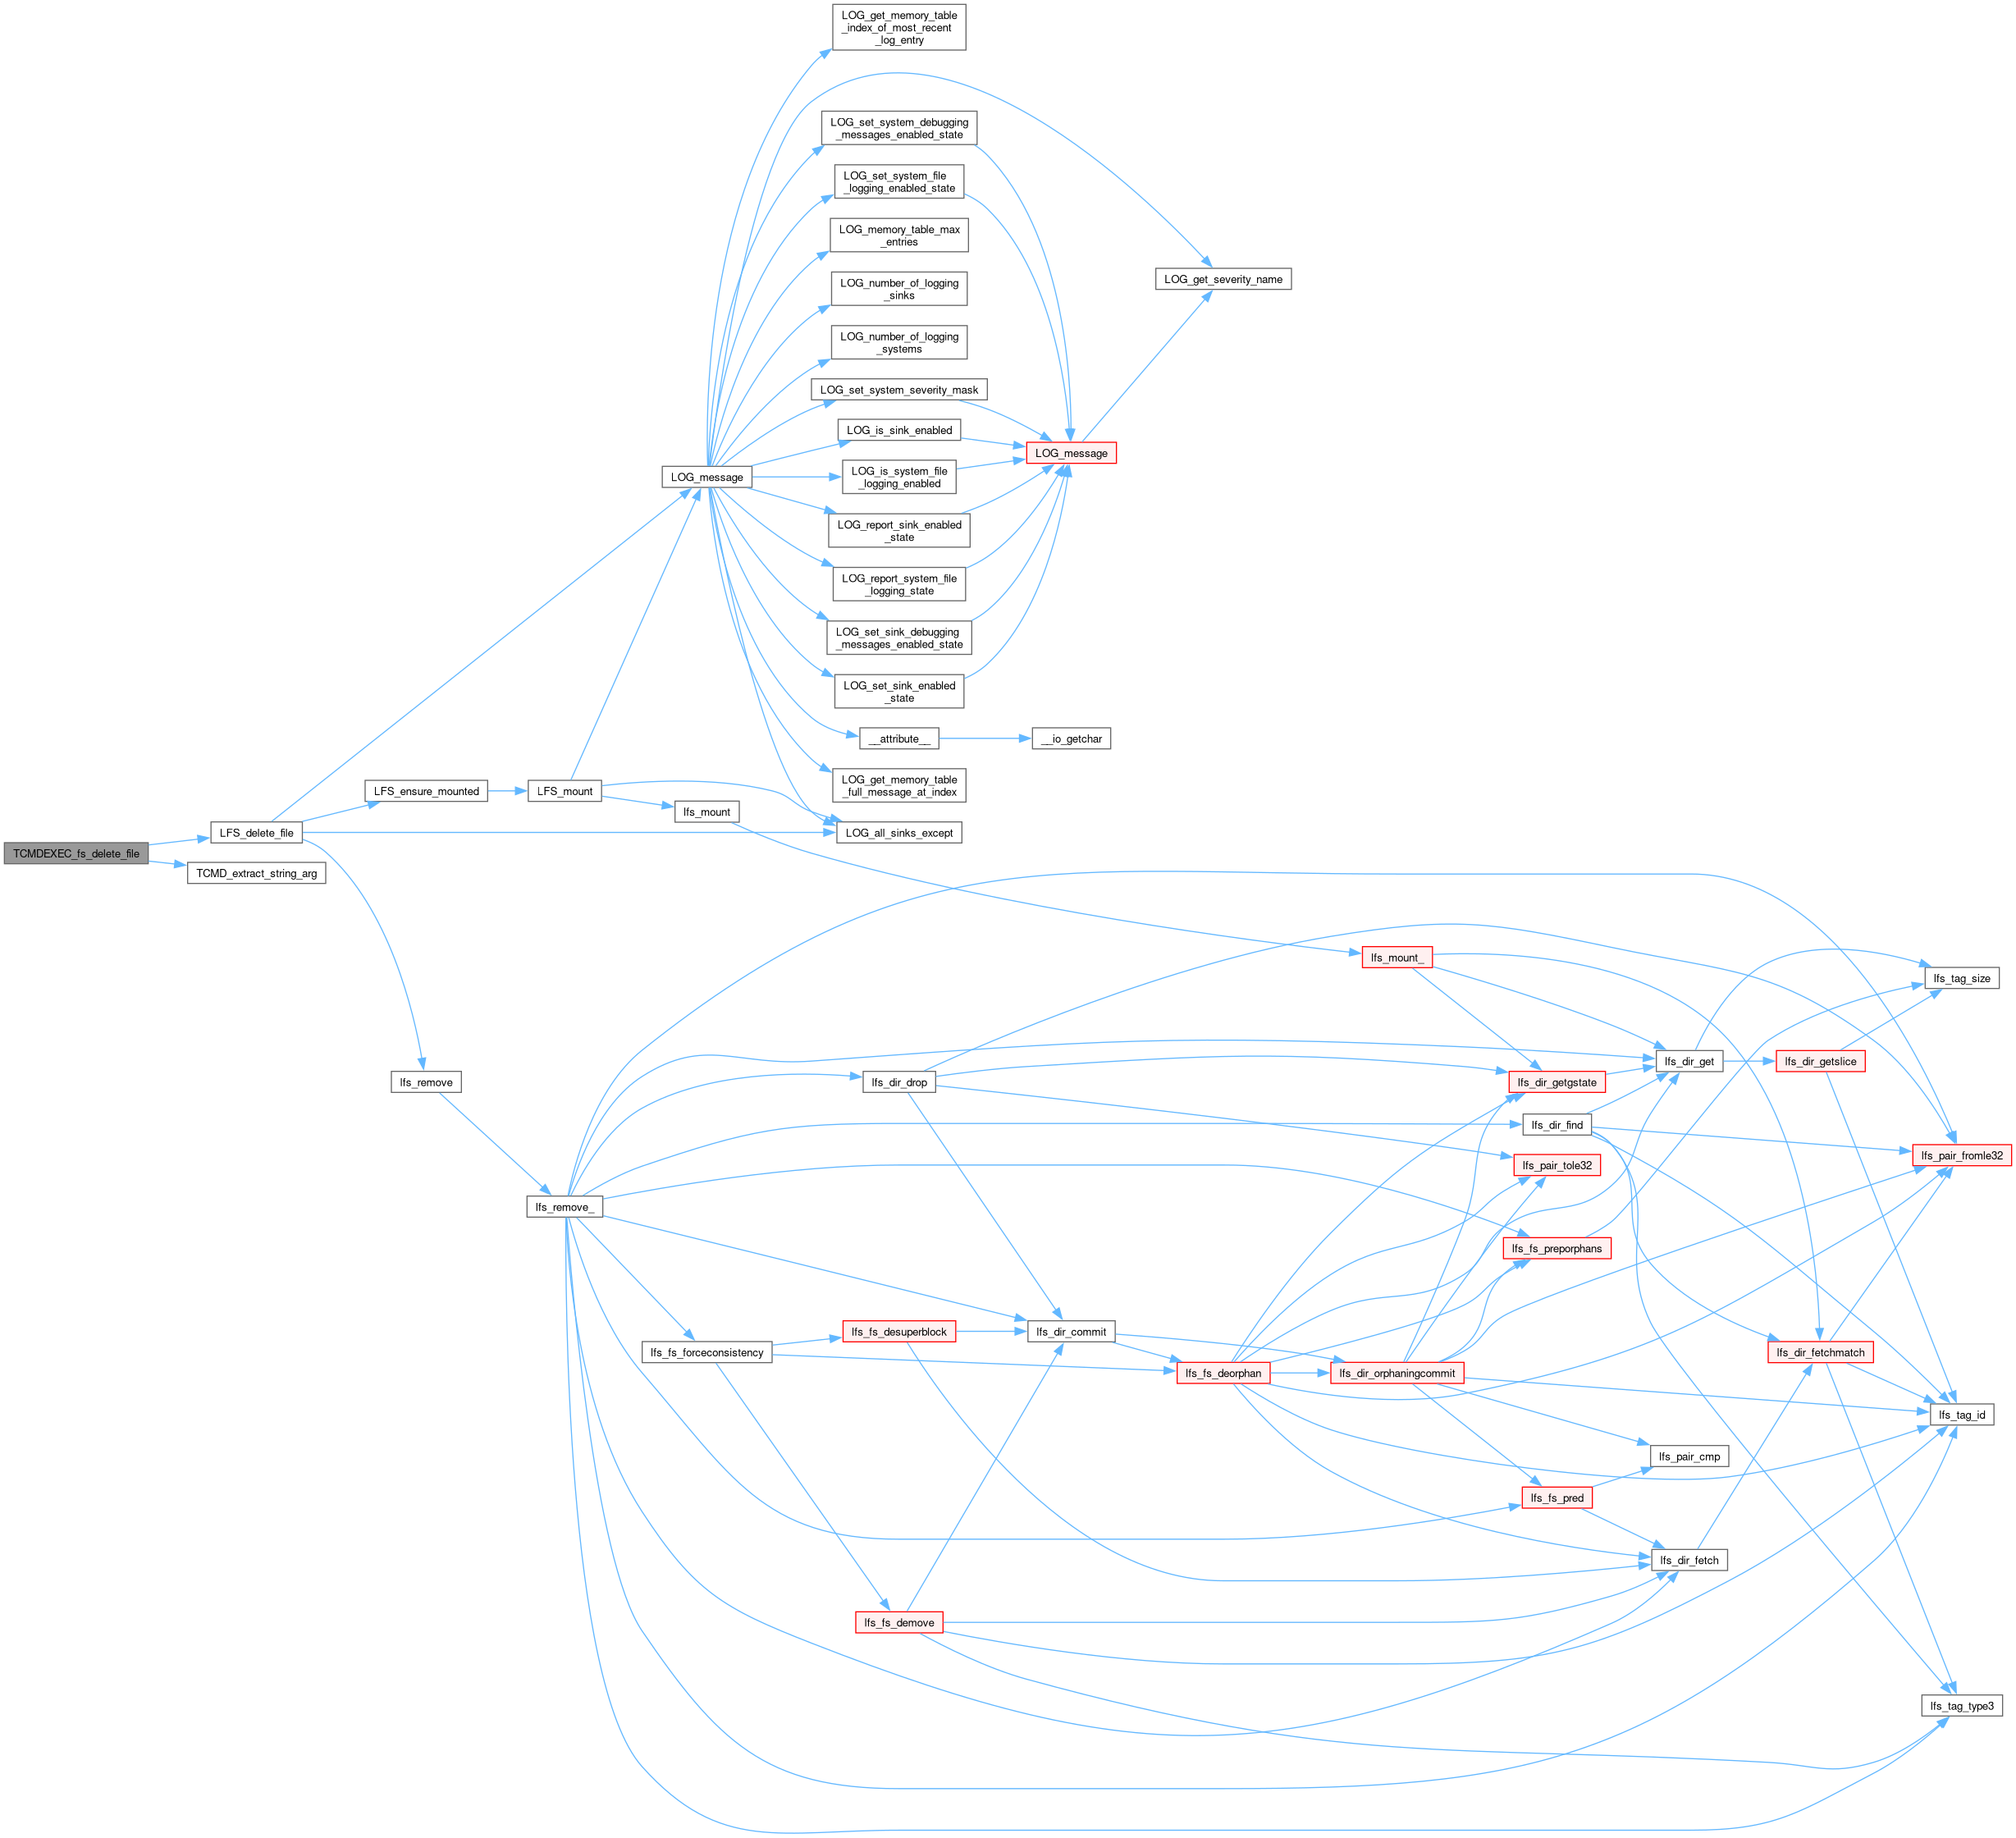 LOG_get_memory_table
_index_of_most_recent
_log_entry
LOG_set_system_debugging
_messages_enabled_state
LOG_set_system_file
_logging_enabled_state
LOG_memory_table_max
_entries
LOG_get_severity_name
LOG_number_of_logging
_sinks
LOG_number_of_logging
_systems
LOG_set_system_severity_mask
LOG_is_sink_enabled
LOG_message
LOG_message
LOG_is_system_file
_logging_enabled
LOG_report_sink_enabled
_state
LOG_report_system_file
_logging_state
LOG_set_sink_debugging
_messages_enabled_state
LOG_set_sink_enabled
_state
__attribute__
__io_getchar
LOG_get_memory_table
_full_message_at_index
LFS_ensure_mounted
LFS_mount
lfs_mount
LFS_delete_file
LOG_all_sinks_except
TCMDEXEC_fs_delete_file
TCMD_extract_string_arg
lfs_mount_
lfs_tag_size
lfs_dir_get
lfs_dir_getslice
lfs_remove
lfs_dir_drop
lfs_dir_getgstate
lfs_dir_find
lfs_pair_fromle32
lfs_pair_tole32
lfs_remove_
lfs_fs_preporphans
lfs_fs_desuperblock
lfs_dir_commit
lfs_fs_forceconsistency
lfs_dir_fetchmatch
lfs_fs_deorphan
lfs_dir_orphaningcommit
lfs_tag_id
lfs_pair_cmp
lfs_fs_pred
lfs_dir_fetch
lfs_fs_demove
lfs_tag_type3